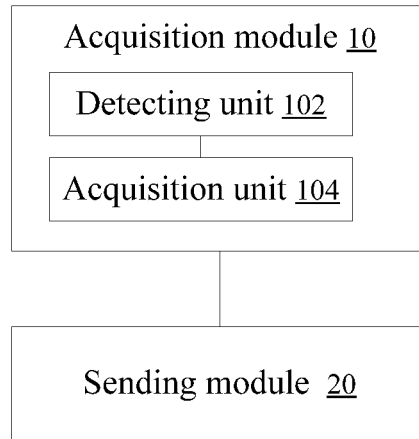 Acquisition module 10
Detecting unit 102
Acquisition unit 104
Sending module 20